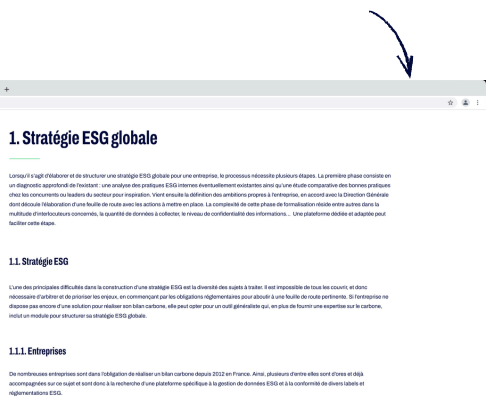 1. Stratégie ESG globale
Lorsqu'il s'agit d'élaborer et de structurer une stratégie ESG globale pour une entreprise, le processus nécessite plusieurs étapes. La première phase consiste en
un diagnostic approfondi de l'existant : une analyse des pratiques ESG internes éventuellement existantes ainsi qu'une étude comparative des bonnes pratiques
chez les concurrents ou leaders du secteur pour inspiration. Vient ensuite la définition des ambitions propres à l'entreprise, en accord avec la Direction Générale
dont découle l'élaboration d'une feuille de route avec les actions à mettre en place. La complexité de cette phase de formalisation réside entre autres dans la
multitude d'interlocuteurs concernés, la quantité de données à collecter, le niveau de confidentialité des informations... Une plateforme dédiée et adaptée peut
faciliter cette étape.
1.1. Stratégie ESG
L'une des principales difficultés dans la construction d'une stratégie ESG est la diversité des sujets à traiter. Il est impossible de tous les couvrir, et donc
nécessaire d'arbitrer et de prioriser les enjeux, en commençant par les obligations réglementaires pour aboutir à une feuille de route pertinente. Si l'entreprise ne
dispose pas encore d'une solution pour réaliser son bilan carbone, elle peut opter pour un outil généraliste qui, en plus de fournir une expertise sur le carbone,
inclut un module pour structurer sa stratégie ESG globale.
1.1.1. Entreprises
De nombreuses entreprises sont dans l'obligation de réaliser un bilan carbone depuis 2012 en France. Ainsi, plusieurs d'entre elles sont d'ores et déjà
accompagnées sur ce sujet et sont donc à la recherche d'une plateforme spécifique à la gestion de données ESG et à la conformité de divers labels et
réglementations ESG.